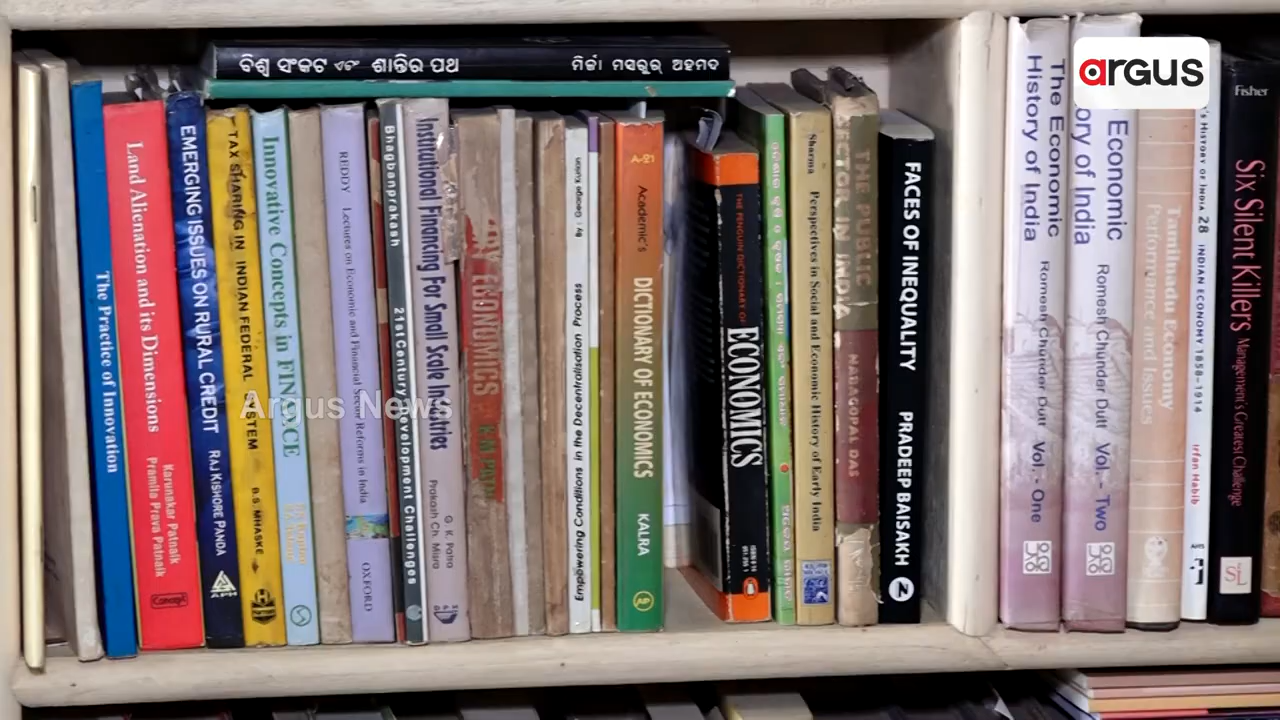 ବିଶ୍ୱ ସଂକଟ ଏବଂ ଶାନ୍ତିର ପଥ ମିର୍ଜା ମସରୁର୍ ଅହମଦ
The Practice of Innovation
Land Alienation and its Dimensions
Karunakar Patnaik
Pramila Prava Patnaik
Concept
EMERGING ISSUES ON RURAL CREDIT RAJ KISHORE PANDA
TAX SHARING IN INDIAN FEDERAL SYSTEM B.S. MHASKE
Innovative Concepts in
REDDY Lectures on Economic and Financial Sector Reforms in India OXFORD
Bhagbanprakash 21st Century Development Challenges
Institutional Financing For Small Scale Industries
G. K. Patra
Prakash Ch. Misra
ECONOMICS
Empowering Conditions in the Decentralisation Process By : George Kurian
A-91 Academic's DICTIONARY OF ECONOMICS KALRA
THE PENGUIN DICTIONARY OF ECONOMICS
Sharma Perspectives in Social and Economic History of Early India
THE PUBLIC SECTOR IN INDIA
NABAGOPAL DAS
FACES OF INEQUALITY PRADEEP BAISAKH
The Economic History of India Romesh Chunder Dutt Vol. - One
Economic
ory of India Romesh Chunder Dutt Vol. - Two
Tamilnadu Economy
Performance and Issues
's HISTORY OF INDIA 28 INDIAN ECONOMY 1858–1914 Irfan Habib
Fisher Six Silent Killers Management's Greatest Challenge
SL
argus
Argus News